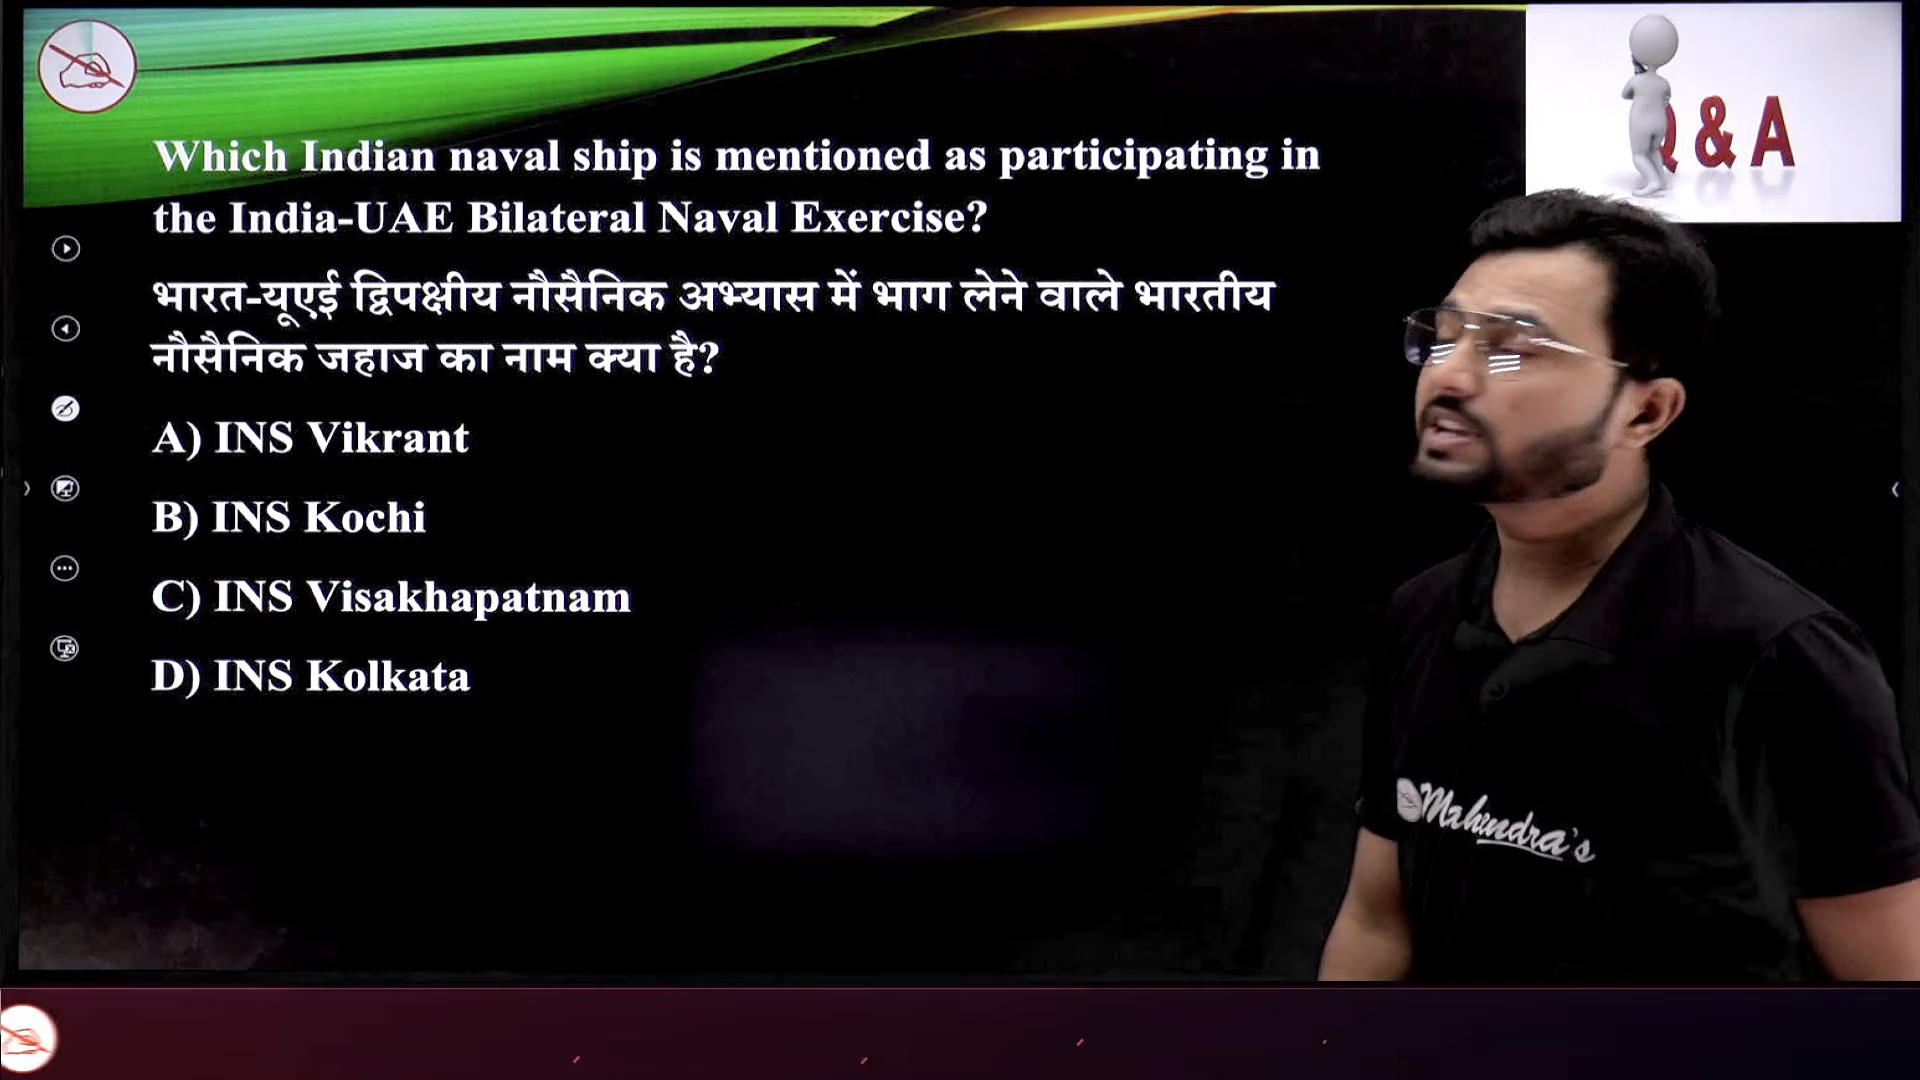 Which Indian naval ship is mentioned as participating in
the India-UAE Bilateral Naval Exercise?
भारत-यूएई द्विपक्षीय नौसैनिक अभ्यास में भाग लेने वाले भारतीय
नौसैनिक जहाज का नाम क्या है?
A) INS Vikrant
B) INS Kochi
C) INS Visakhapatnam
D) INS Kolkata
Q & A
Mahendra's